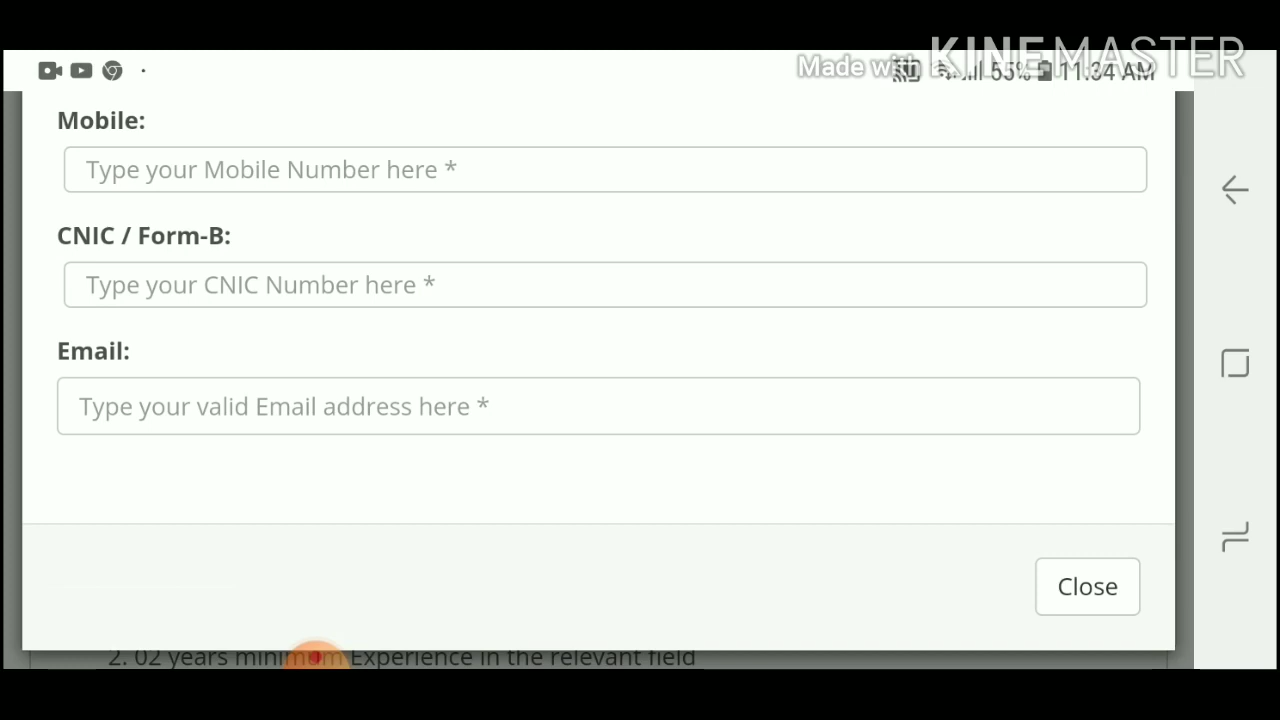 Made with KINEMASTER
55% 11:34 AM
Mobile:
Type your Mobile Number here *
CNIC / Form-B:
Type your CNIC Number here *
Email:
Type your valid Email address here *
Close
2. 02 years minimum Experience in the relevant field